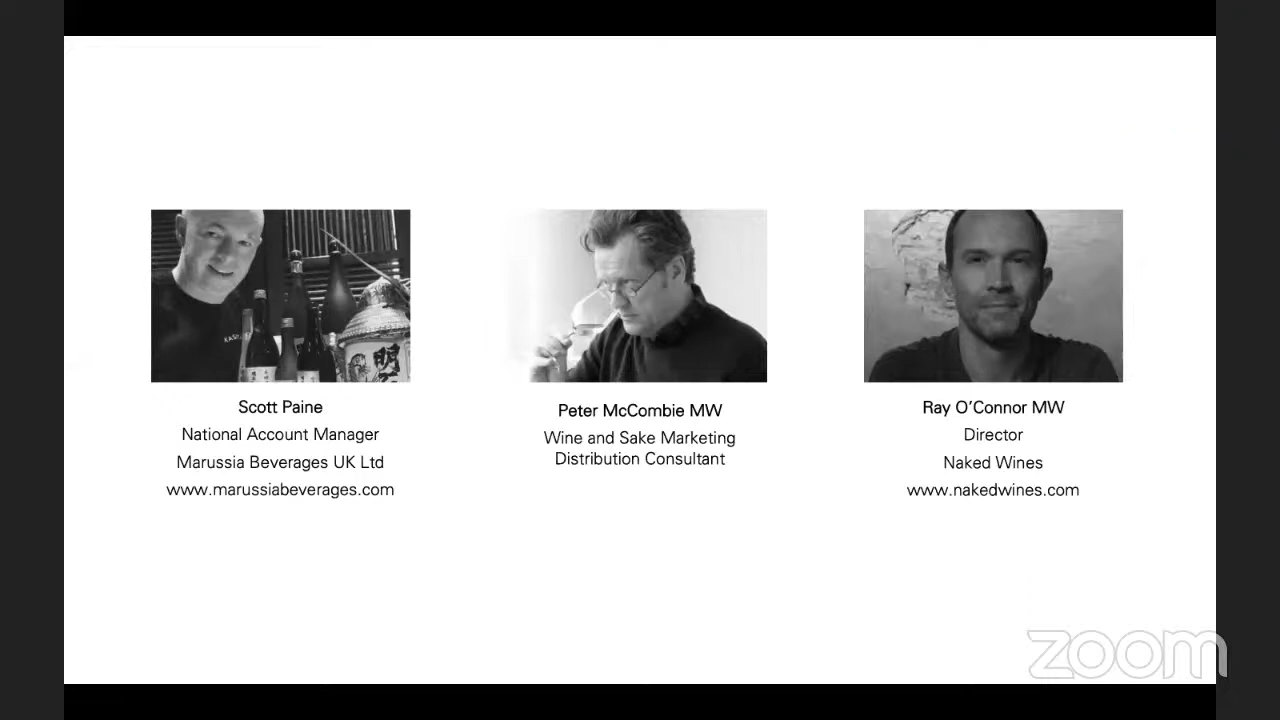 Scott Paine
National Account Manager
Marussia Beverages UK Ltd
www.marussiabeverages.com
Peter McCombie MW
Wine and Sake Marketing
Distribution Consultant
Ray O'Connor MW
Director
Naked Wines
www.nakedwines.com
zoom